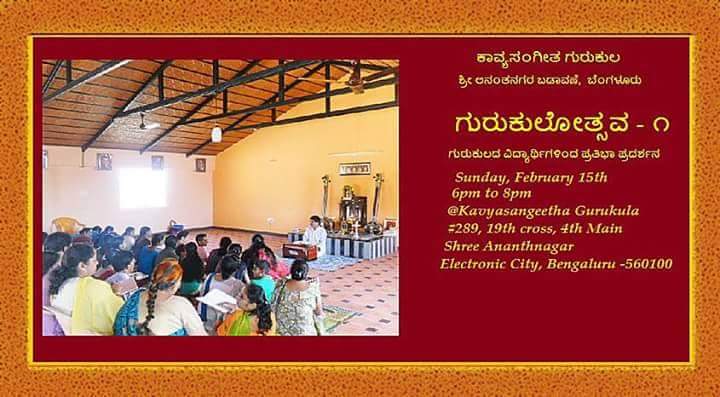 ಕಾವ್ಯಸಂಗೀತ ಗುರುಕುಲ
ಶ್ರೀ ಅನಂತನಗರ ಬಡಾವಣೆ, ಬೆಂಗಳೂರು
ಗುರುಕುಲೋತ್ಸವ - ೧
ಗುರುಕುಲದ ವಿದ್ಯಾರ್ಥಿಗಳಿಂದ ಪ್ರತಿಭಾ ಪ್ರದರ್ಶನ
Sunday, February 15th
6pm to 8pm
@Kavyasangeetha Gurukula
#289, 19th cross, 4th Main
Shree Ananthnagar
Electronic City, Bengaluru -560100